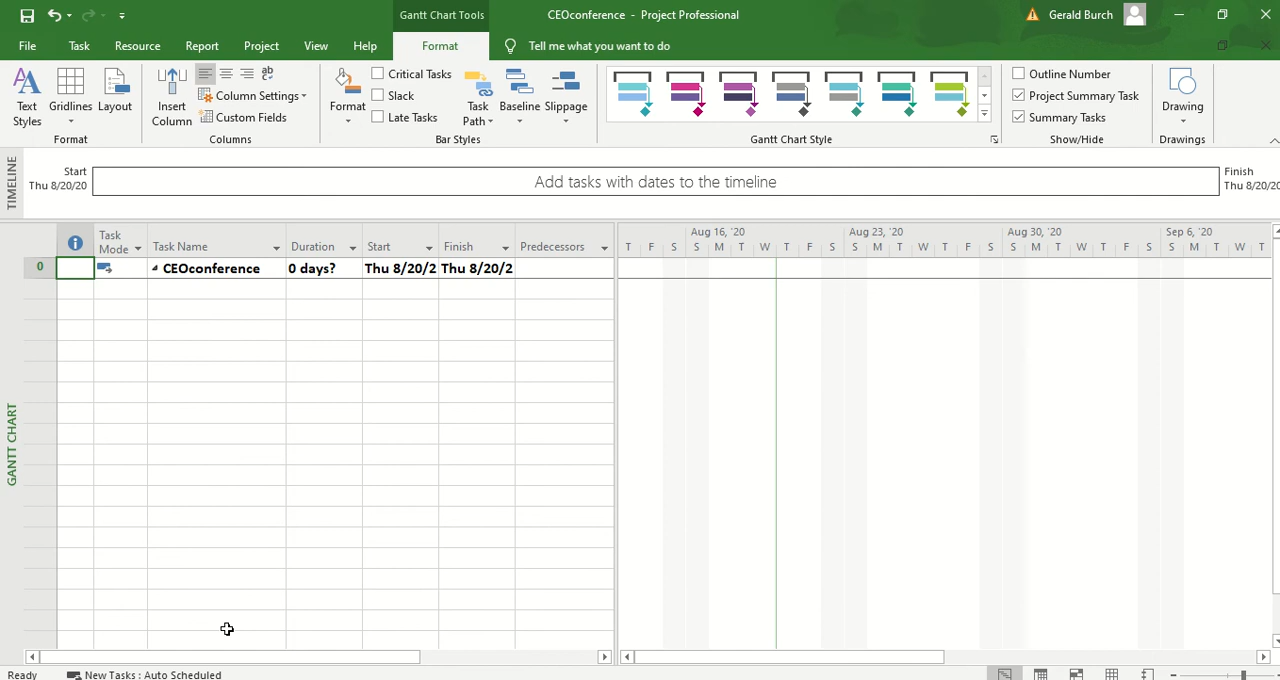 Gantt Chart Tools
CEOconference - Project Professional
Gerald Burch
File Task Resource Report Project View Help Format Tell me what you want to do
Text Styles
Gridlines
Layout
Format
Insert Column
Column Settings
Custom Fields
Columns
Format
Critical Tasks
Slack
Late Tasks
Task Path
Baseline
Slippage
Bar Styles
Gantt Chart Style
Outline Number
Project Summary Task
Summary Tasks
Show/Hide
Drawing
Drawings
TIMELINE
Start
Thu 8/20/20
Add tasks with dates to the timeline
Finish
Thu 8/20/20
Task Mode
Task Name
Duration
Start
Finish
Predecessors
Aug 16, '20 Aug 23, '20 Aug 30, '20 Sep 6, '20
T F S S M T W T F S S M T W T F S S M T W T F S S M T W T
0 CEOconference 0 days? Thu 8/20/2 Thu 8/20/2
GANTT CHART
Ready New Tasks : Auto Scheduled